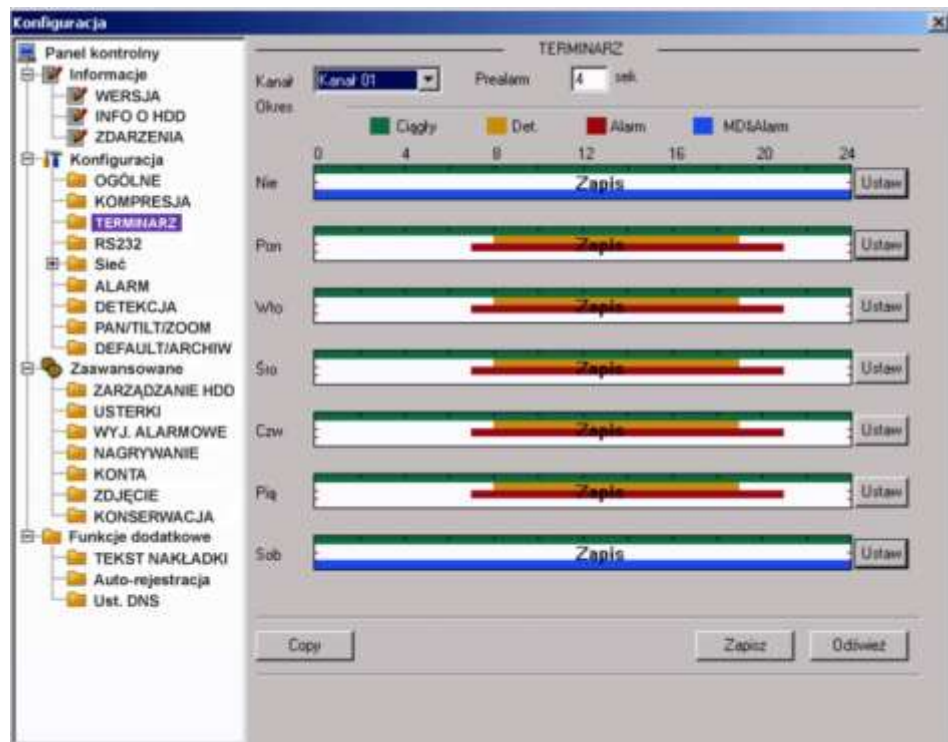 Konfiguracja
Panel kontrolny
Informacje
WERSJA
INFO O HDD
ZDARZENIA
Konfiguracja
OGÓLNE
KOMPRESJA
TERMINARZ
RS232
Sieć
ALARM
DETEKCJA
PAN/TILT/ZOOM
DEFAULT/ARCHIW
Zaawansowane
ZARZĄDZANIE HDD
USTERKI
WYJ. ALARMOWE
NAGRYWANIE
KONTA
ZDJĘCIE
KONSERWACJA
Funkcje dodatkowe
TEKST NAKŁADKI
Auto-rejestracja
Ust. DNS
TERMINARZ
Kanał Kanał 01 Prealarm 4 sek.
Okres
Ciągły Det. Alarm MD&Alarm
0 4 8 12 16 20 24
Nie Zapis Ustaw
Pon Zapis Ustaw
Wto Zapis Ustaw
Śro Zapis Ustaw
Czw Zapis Ustaw
Pią Zapis Ustaw
Sob Zapis Ustaw
Copy Zapisz Odśwież